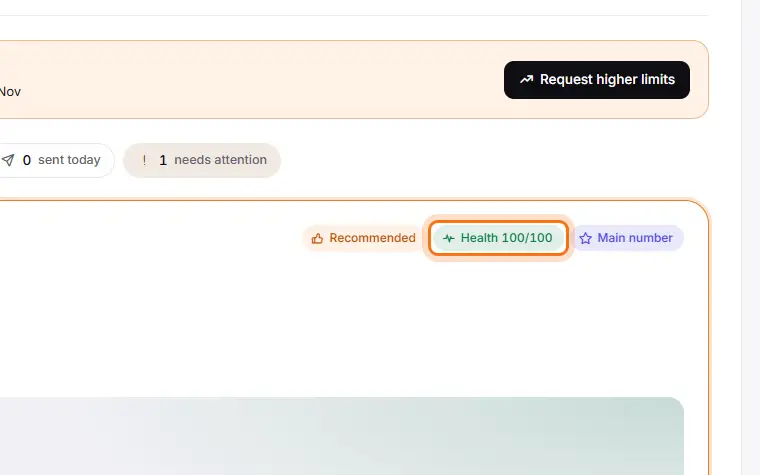 Request higher limits
Nov
0 sent today
! 1 needs attention
Recommended
Health 100/100
Main number